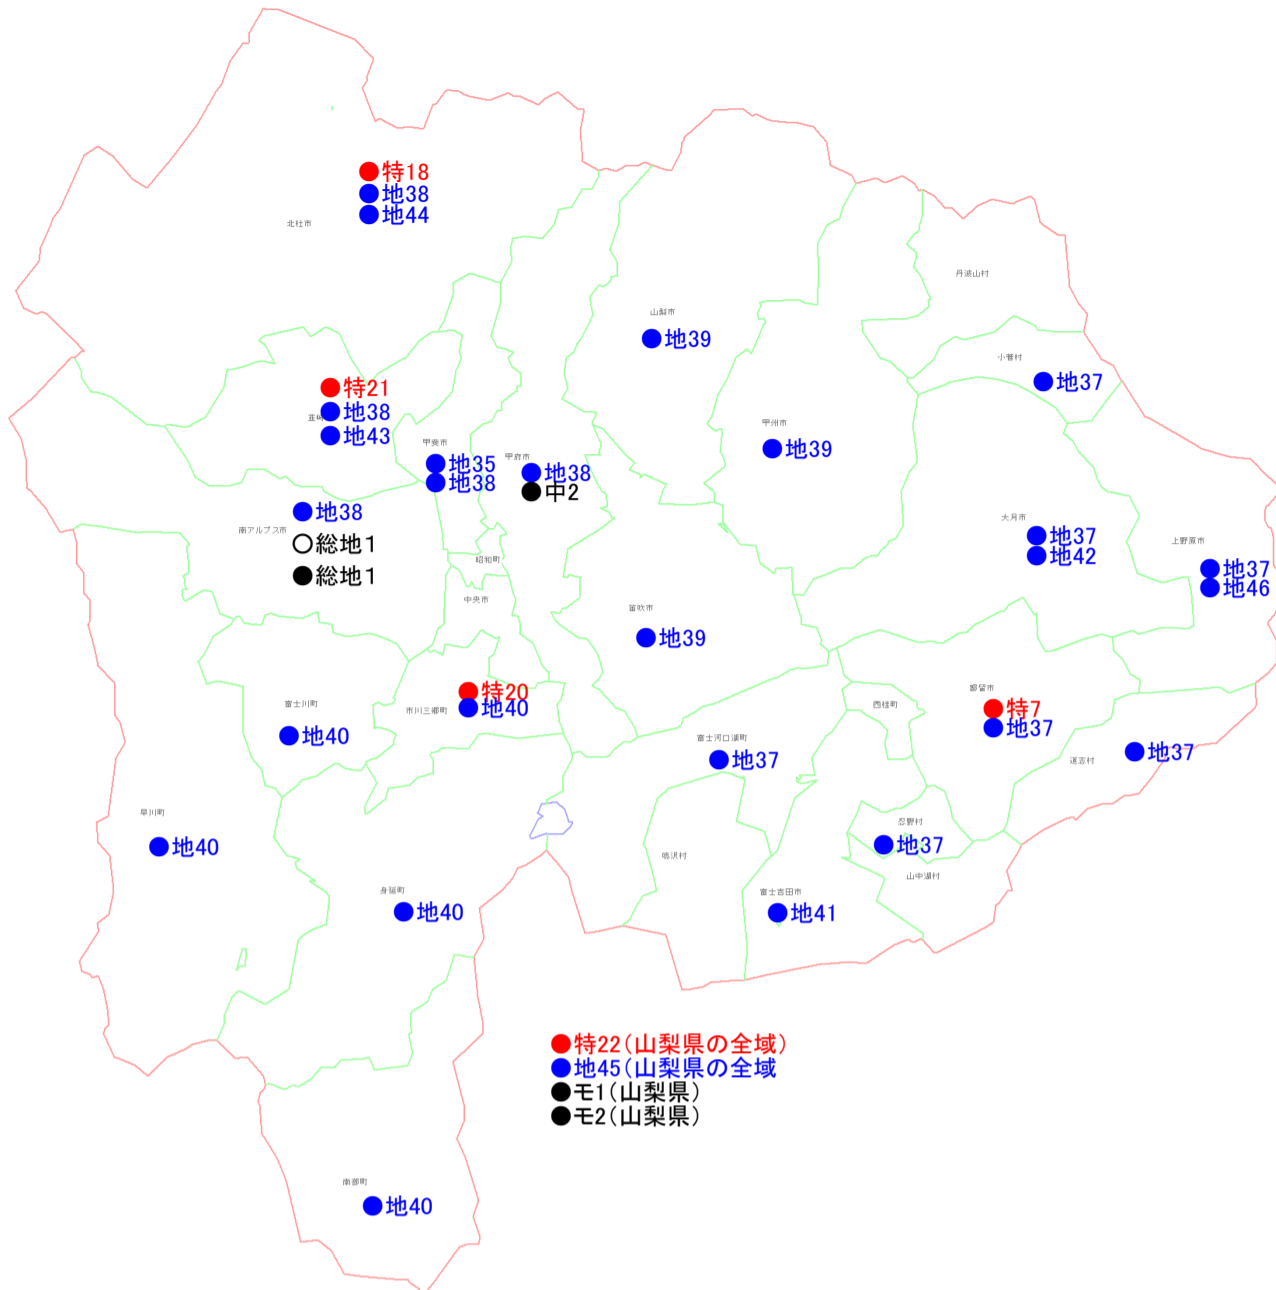 特18
地38
地44
北杜市
丹波山村
山梨市
地39
小菅村
地37
特21
地38
地43
甲州市
地39
甲斐市
地35
地38
甲府市
地38
中2
南アルプス市
地38
総地1
総地1
大月市
地37
地42
上野原市
地37
地46
昭和町
中央市
笛吹市
地39
特20
市川三郷町
地40
富士川町
地40
西桂町
都留市
特7
地37
富士河口湖町
地37
道志村
地37
早川町
地40
忍野村
地37
鳴沢村
山中湖村
身延町
地40
富士吉田市
地41
特22(山梨県の全域)
地45(山梨県の全域
モ1(山梨県)
モ2(山梨県)
南部町
地40